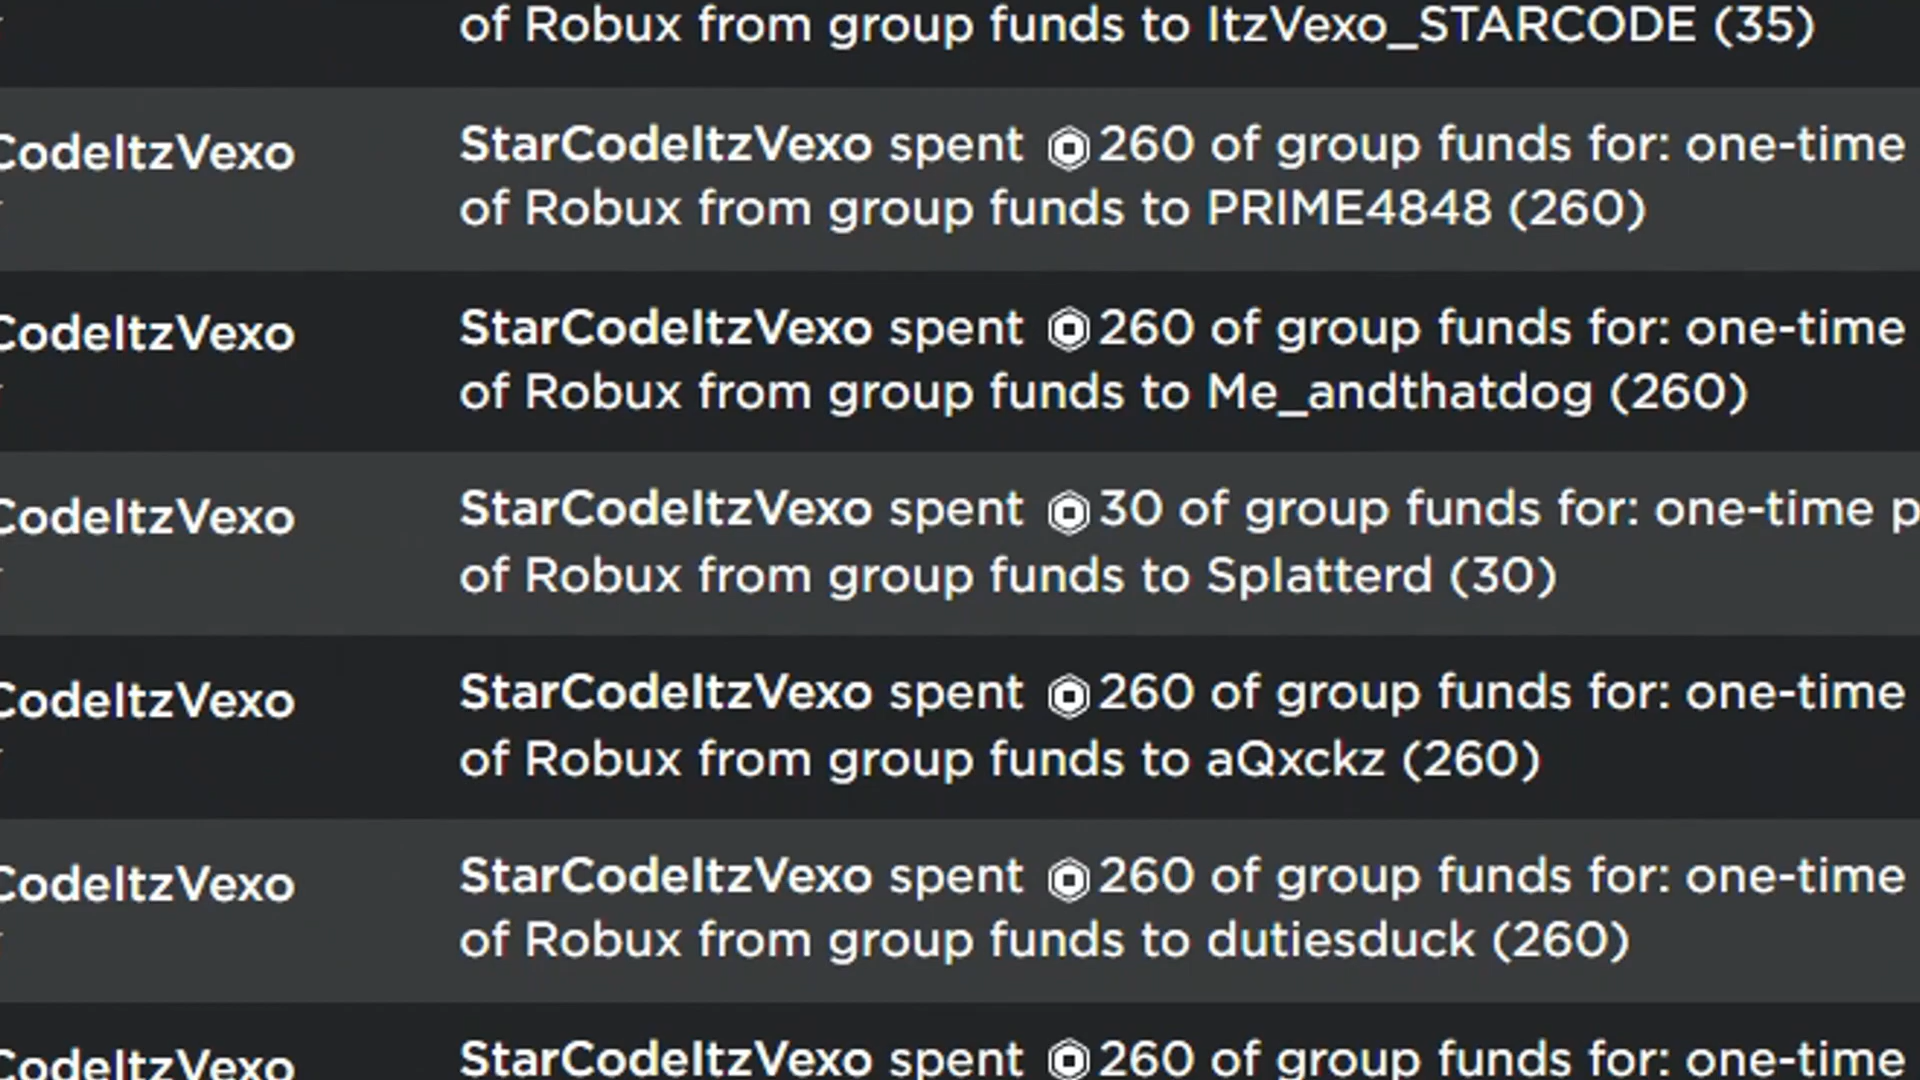 of Robux from group funds to ItzVexo_STARCODE (35)
CodeItzVexo
StarCodeItzVexo spent 260 of group funds for: one-time
of Robux from group funds to PRIME4848 (260)
CodeItzVexo
StarCodeItzVexo spent 260 of group funds for: one-time
of Robux from group funds to Me_andthatdog (260)
CodeItzVexo
StarCodeItzVexo spent 30 of group funds for: one-time p
of Robux from group funds to Splatterd (30)
CodeItzVexo
StarCodeItzVexo spent 260 of group funds for: one-time
of Robux from group funds to aQxckz (260)
CodeItzVexo
StarCodeItzVexo spent 260 of group funds for: one-time
of Robux from group funds to dutiesduck (260)
CodeItzVexo
StarCodeItzVexo spent 260 of group funds for: one-time